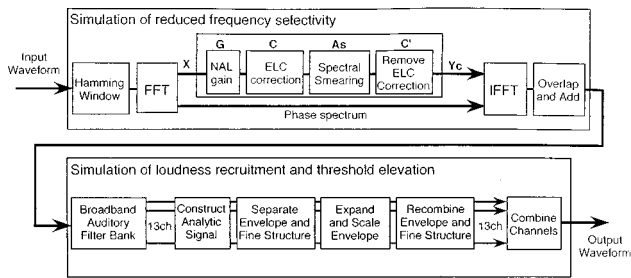 Simulation of reduced frequency selectivity
Input
Waveform
Hamming
Window
FFT
X
G
NAL
gain
C
ELC
correction
As
Spectral
Smearing
C'
Remove
ELC
Correction
Yc
Phase spectrum
IFFT
Overlap
and Add
Simulation of loudness recruitment and threshold elevation
Broadband
Auditory
Filter Bank
13ch
Construct
Analytic
Signal
Separate
Envelope and
Fine Structure
Expand
and Scale
Envelope
Recombine
Envelope and
Fine Structure
13ch
Combine
Channels
Output
Waveform